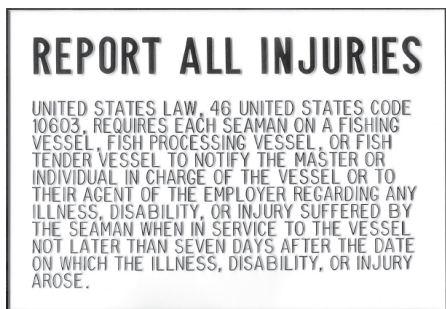 REPORT ALL INJURIES
UNITED STATES LAW, 46 UNITED STATES CODE
10603, REQUIRES EACH SEAMAN ON A FISHING
VESSEL, FISH PROCESSING VESSEL, OR FISH
TENDER VESSEL TO NOTIFY THE MASTER OR
INDIVIDUAL IN CHARGE OF THE VESSEL OR TO
THEIR AGENT OF THE EMPLOYER REGARDING ANY
ILLNESS, DISABILITY, OR INJURY SUFFERED BY
THE SEAMAN WHEN IN SERVICE TO THE VESSEL
NOT LATER THAN SEVEN DAYS AFTER THE DATE
ON WHICH THE ILLNESS, DISABILITY, OR INJURY
AROSE.